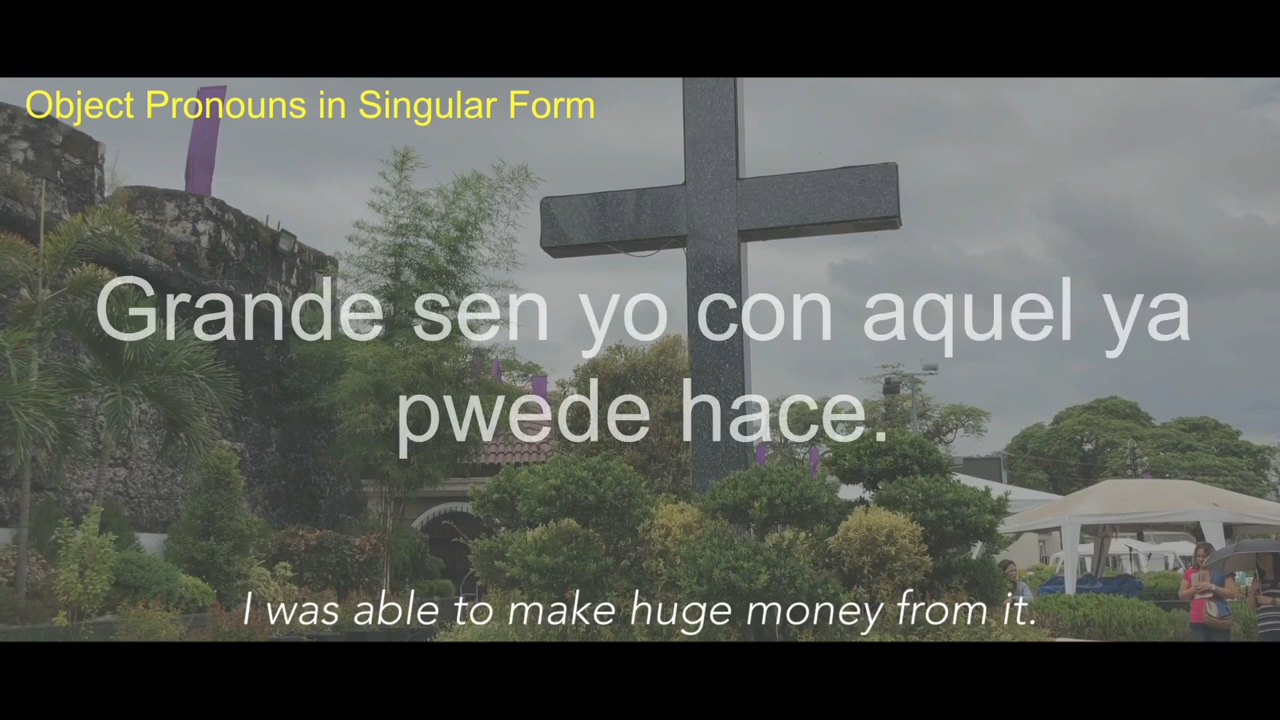 Object Pronouns in Singular Form
Grande sen yo con aquel ya
pwede hace.
I was able to make huge money from it.